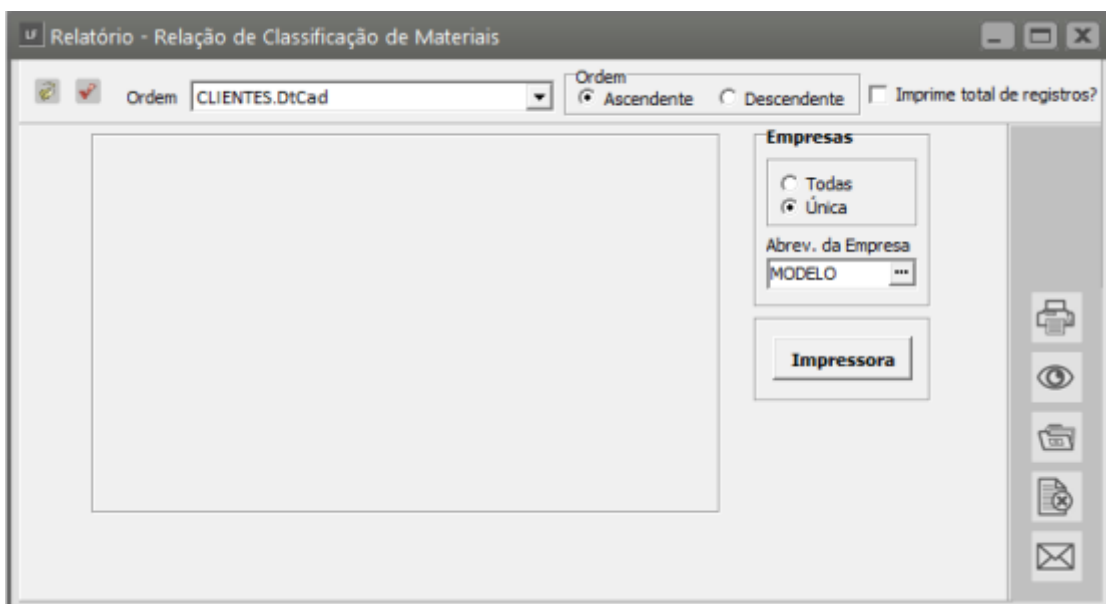 LF Relatório - Relação de Classificação de Materiais
Ordem
Ordem CLIENTES.DtCad Ascendente Descendente Imprime total de registros?
Empresas
Todas
Única
Abrev. da Empresa
MODELO ...
Impressora